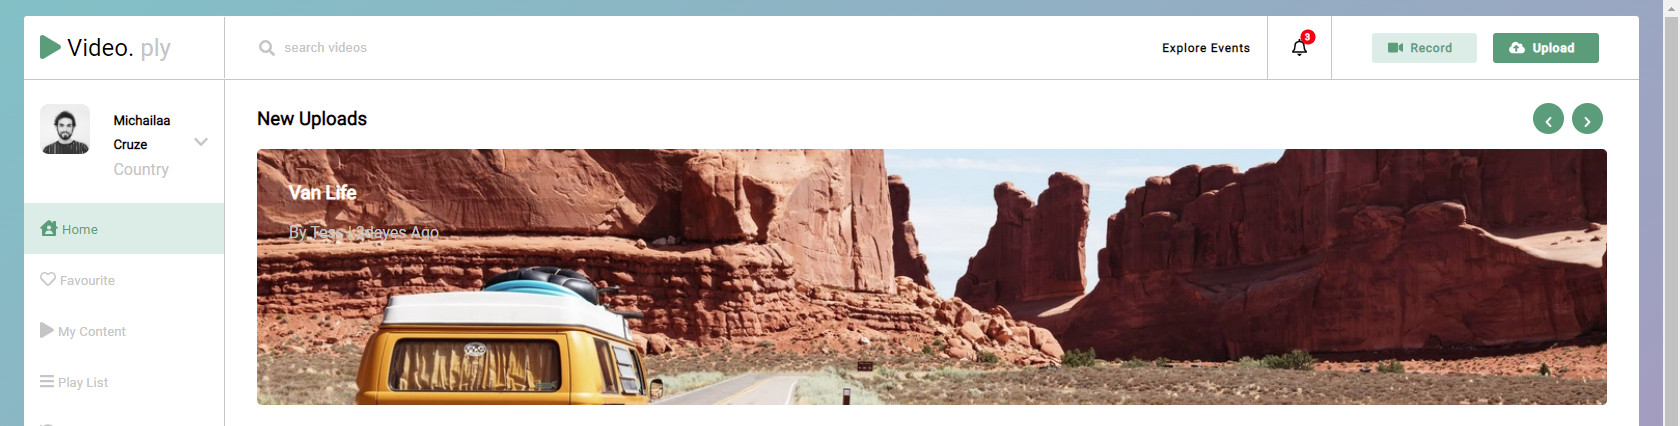 Video. ply
search videos
Explore Events
3
Record
Upload
Michailaa
Cruze
Country
New Uploads
Van Life
By Tess | 3dayes Ago
Home
Favourite
My Content
Play List